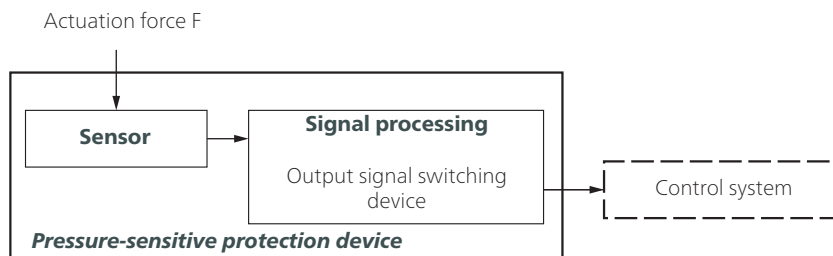 Actuation force F
Sensor
Signal processing
Output signal switching
device
Control system
Pressure-sensitive protection device